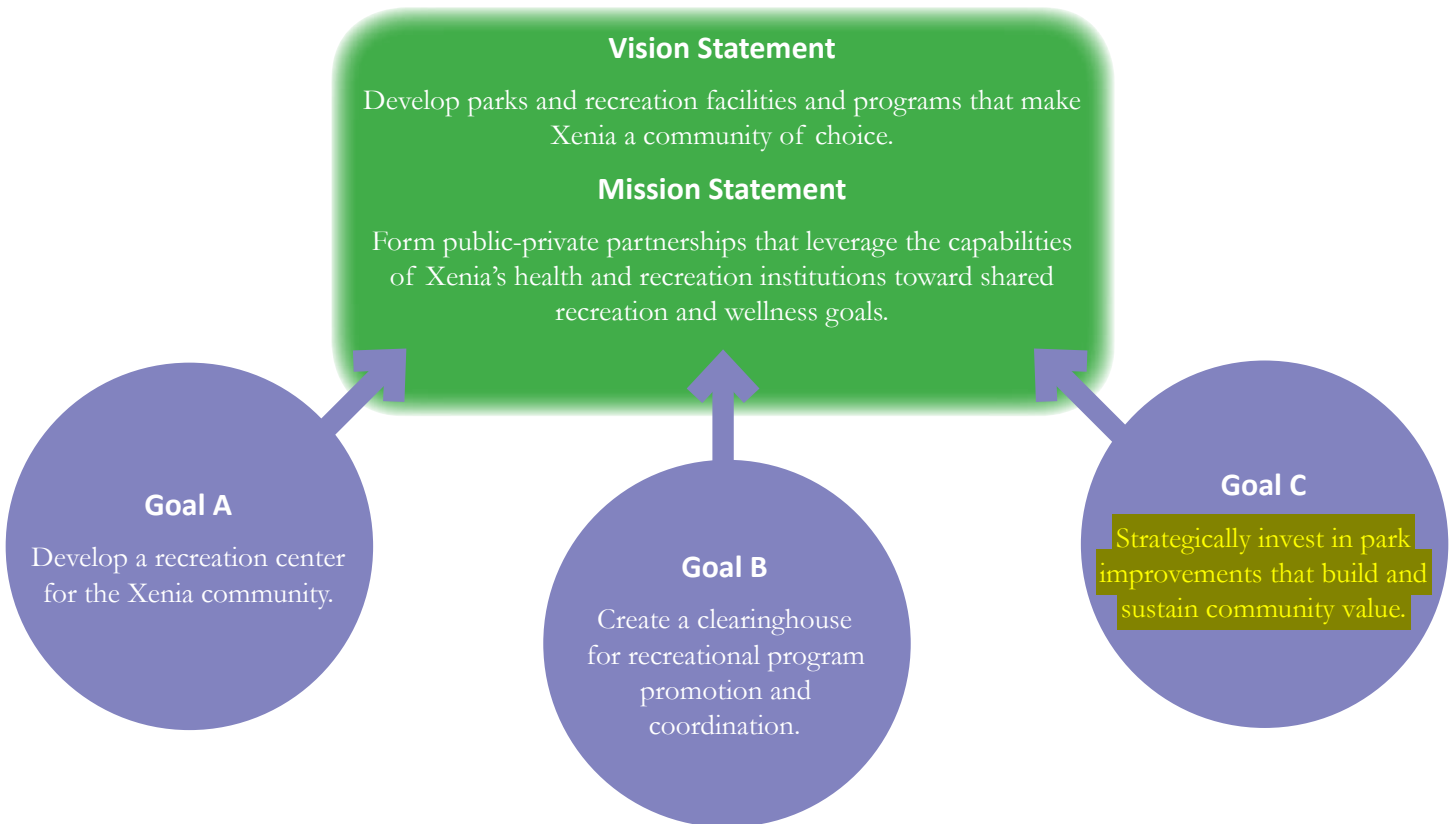 Vision Statement
Develop parks and recreation facilities and programs that make
Xenia a community of choice.
Mission Statement
Form public-private partnerships that leverage the capabilities
of Xenia’s health and recreation institutions toward shared
recreation and wellness goals.
Goal A
Develop a recreation center
for the Xenia community.
Goal B
Create a clearinghouse
for recreational program
promotion and
coordination.
Goal C
Strategically invest in park
improvements that build and
sustain community value.